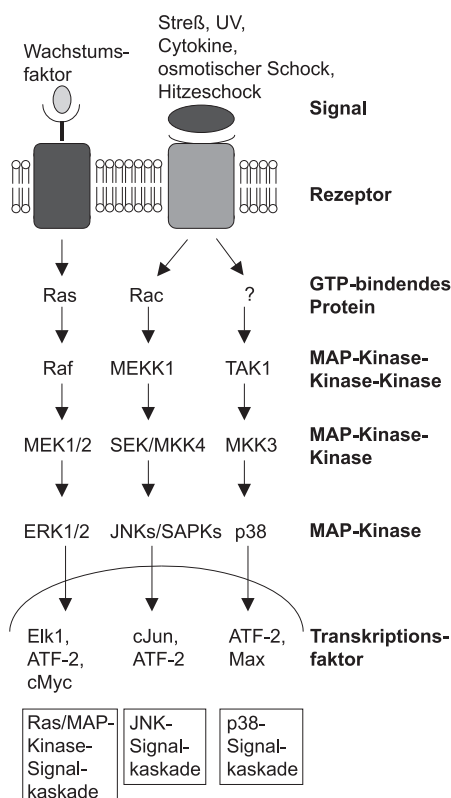 Streß, UV,
Cytokine,
osmotischer Schock,
Hitzeschock
Wachstums-
faktor
Signal
Rezeptor
Ras Rac ? GTP-bindendes
Protein
Raf MEKK1 TAK1 MAP-Kinase-
Kinase-Kinase
MEK1/2 SEK/MKK4 MKK3 MAP-Kinase-
Kinase
ERK1/2 JNKs/SAPKs p38 MAP-Kinase
Elk1,
ATF-2,
cMyc
cJun,
ATF-2
ATF-2,
Max
Transkriptions-
faktor
Ras/MAP-
Kinase-
Signal-
kaskade
JNK-
Signal-
kaskade
p38-
Signal-
kaskade